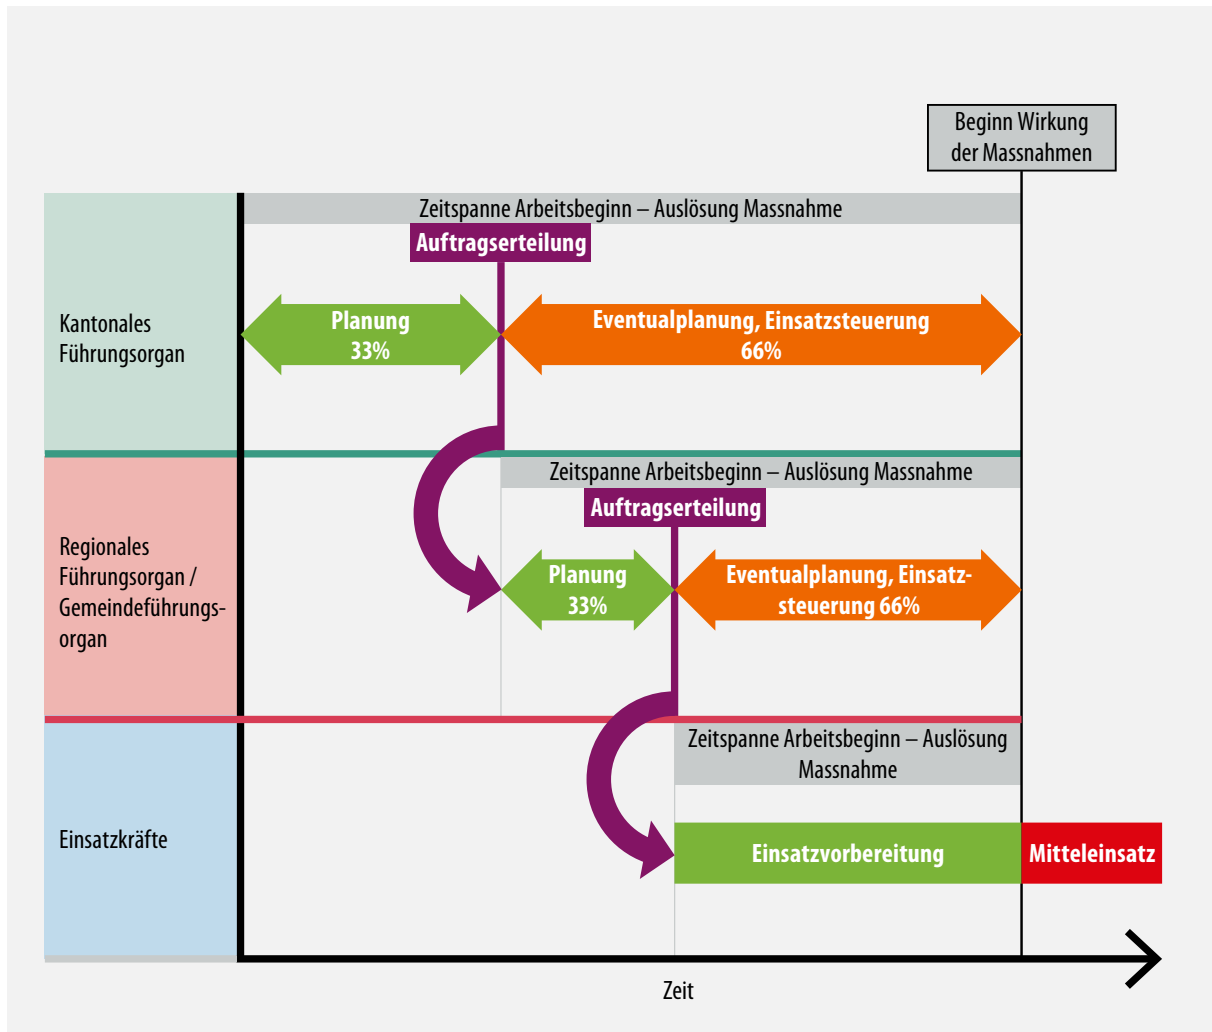 Beginn Wirkung
der Massnahmen
Zeitspanne Arbeitsbeginn – Auslösung Massnahme
Auftragserteilung
Kantonales
Führungsorgan
Planung
33%
Eventualplanung, Einsatzsteuerung
66%
Zeitspanne Arbeitsbeginn – Auslösung Massnahme
Auftragserteilung
Regionales
Führungsorgan /
Gemeindeführungs-
organ
Planung
33%
Eventualplanung, Einsatz-
steuerung 66%
Zeitspanne Arbeitsbeginn – Auslösung
Massnahme
Einsatzkräfte
Einsatzvorbereitung
Mitteleinsatz
Zeit